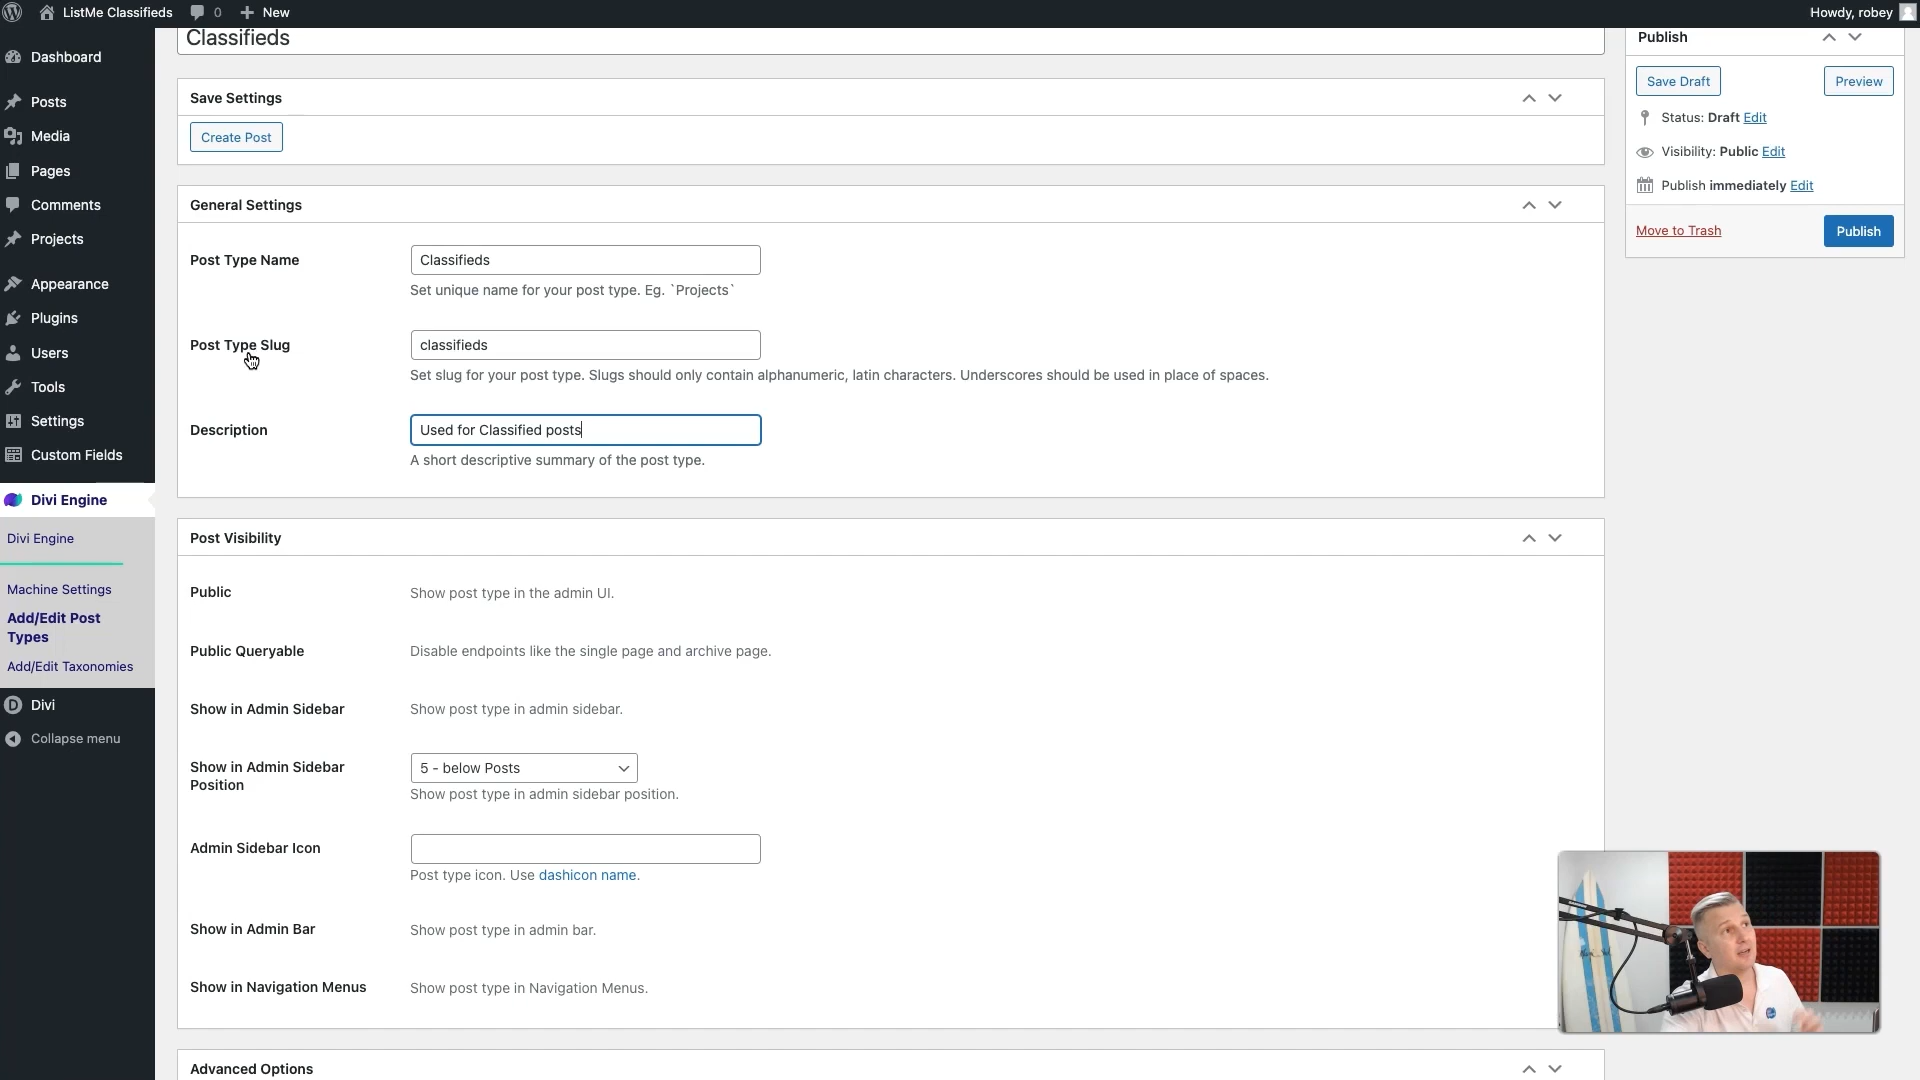 ListMe Classifieds
0
New
Howdy, robey
Dashboard
Posts
Media
Pages
Comments
Projects
Appearance
Plugins
Users
Tools
Settings
Custom Fields
Divi Engine
Divi Engine
Machine Settings
Add/Edit Post
Types
Add/Edit Taxonomies
Divi
Collapse menu
Classifieds
Save Settings
Create Post
General Settings
Post Type Name
Classifieds
Set unique name for your post type. Eg. `Projects`
Post Type Slug
classifieds
Set slug for your post type. Slugs should only contain alphanumeric, latin characters. Underscores should be used in place of spaces.
Description
Used for Classified posts
A short descriptive summary of the post type.
Post Visibility
Public
Show post type in the admin UI.
Public Queryable
Disable endpoints like the single page and archive page.
Show in Admin Sidebar
Show post type in admin sidebar.
Show in Admin Sidebar
Position
5 - below Posts
Show post type in admin sidebar position.
Admin Sidebar Icon
Post type icon. Use dashicon name.
Show in Admin Bar
Show post type in admin bar.
Show in Navigation Menus
Show post type in Navigation Menus.
Advanced Options
Publish
Save Draft
Preview
Status: Draft Edit
Visibility: Public Edit
Publish immediately Edit
Move to Trash
Publish